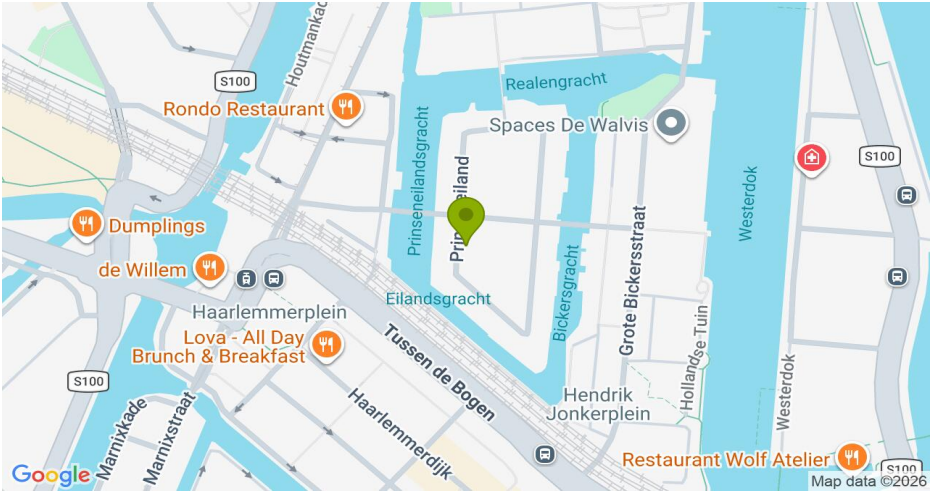 Houtmankad
S100
Rondo Restaurant
Realengracht
Spaces De Walvis
S100
Prinseneilandsgracht
Westerdok
Dumplings
de Willem
Grote Bickersstraat
Haarlemmerplein
Eilandsgracht
Bickersgracht
Lova - All Day
Brunch & Breakfast
Tussen de Bogen
Hollandse Tuin
S100
Westerdok
Marnixkade
Marnixstraat
Haarlemmerdijk
Hendrik
Jonkerplein
Restaurant Wolf Atelier
S100
Google
Map data ©2026